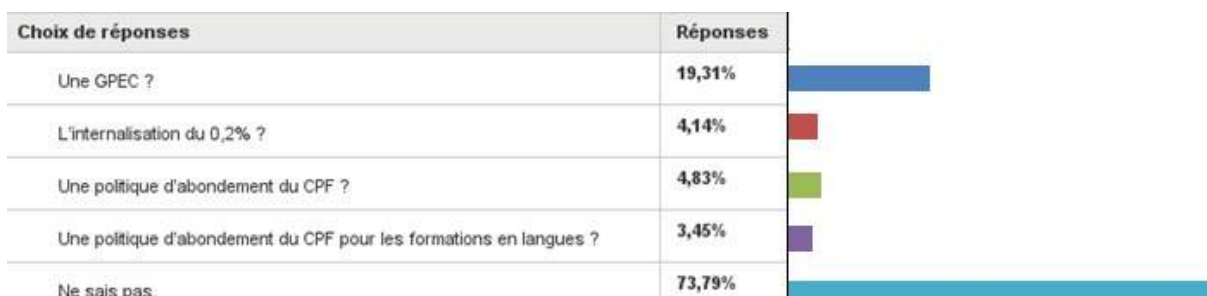 Choix de réponses Réponses
Une GPEC ? 19,31%
L'internalisation du 0,2% ? 4,14%
Une politique d'abondement du CPF ? 4,83%
Une politique d'abondement du CPF pour les formations en langues ? 3,45%
Ne sais pas 73,79%